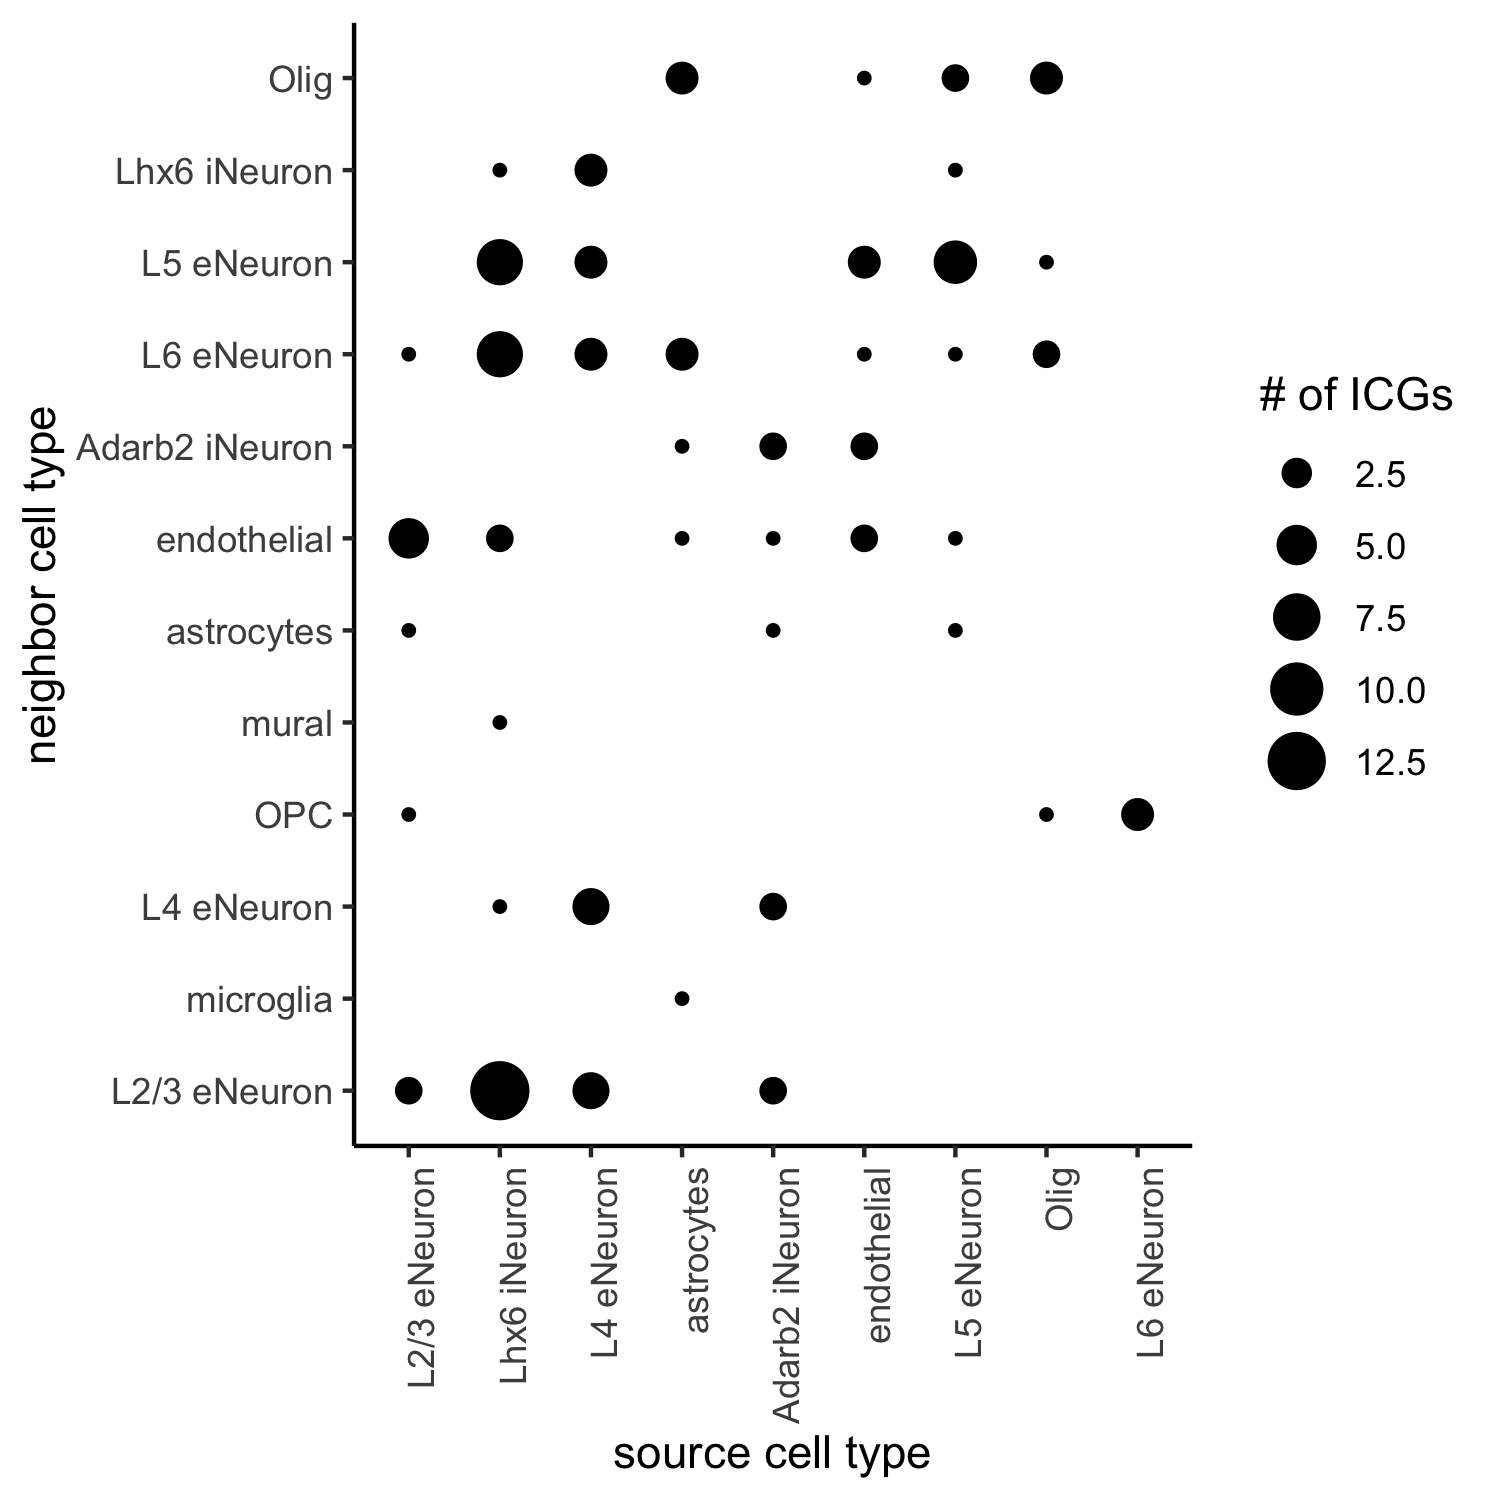 Olig
Lhx6 iNeuron
L5 eNeuron
L6 eNeuron
Adarb2 iNeuron
endothelial
astrocytes
mural
OPC
L4 eNeuron
microglia
L2/3 eNeuron
neighbor cell type
L2/3 eNeuron
Lhx6 iNeuron
L4 eNeuron
astrocytes
Adarb2 iNeuron
endothelial
L5 eNeuron
Olig
L6 eNeuron
source cell type
# of ICGs
2.5
5.0
7.5
10.0
12.5